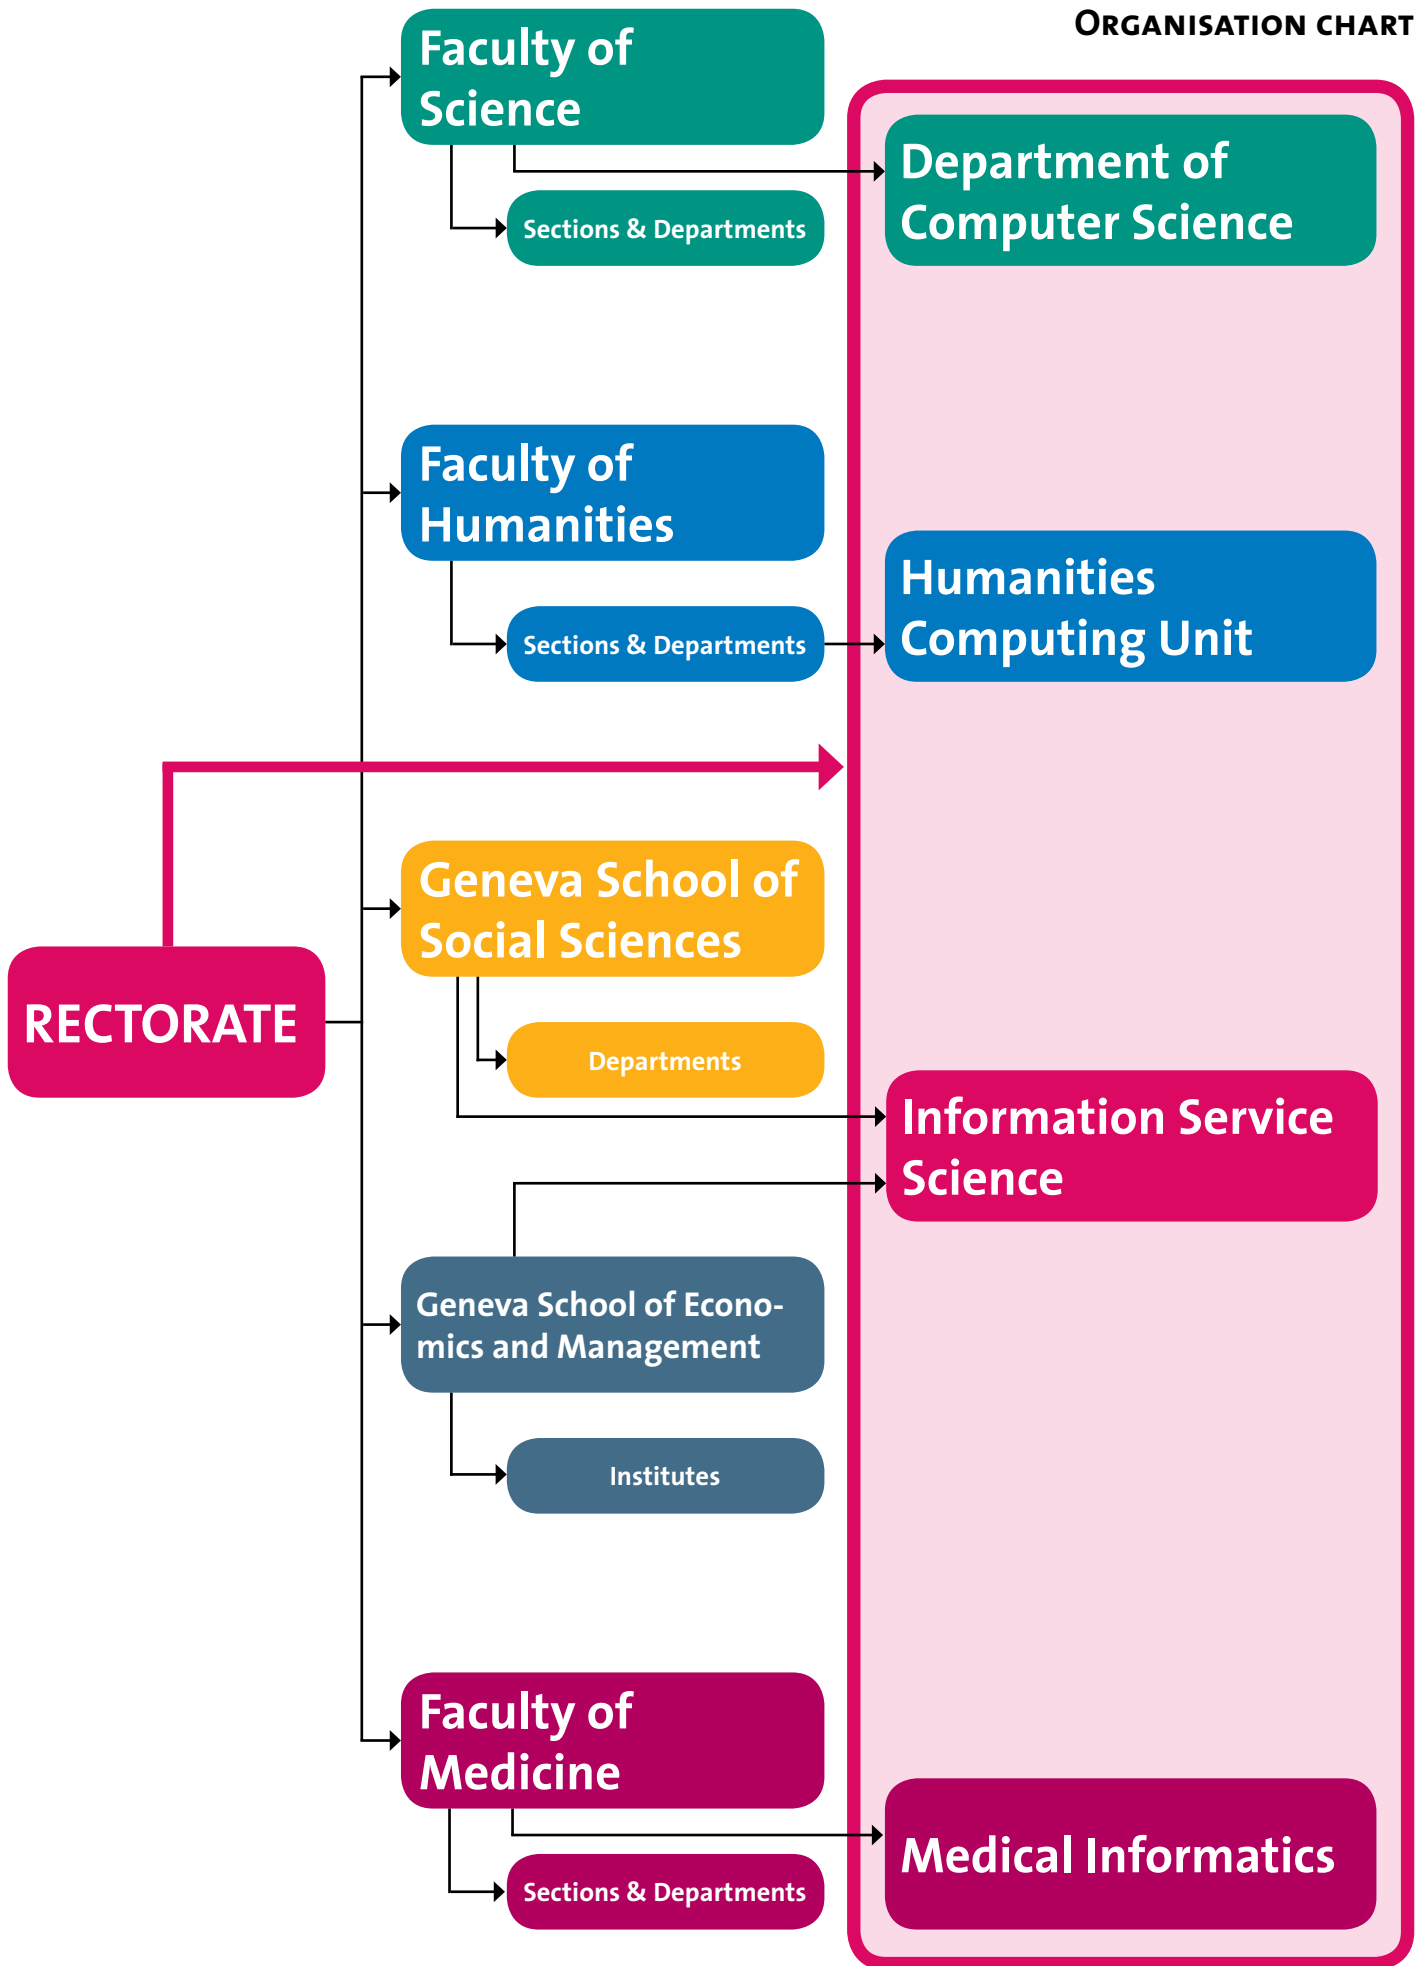 ORGANISATION CHART
Faculty of
Science
Department of
Computer Science
Sections & Departments
Faculty of
Humanities
Humanities
Computing Unit
Sections & Departments
Geneva School of
Social Sciences
RECTORATE
Departments
Information Service
Science
Geneva School of Econo-
mics and Management
Institutes
Faculty of
Medicine
Medical Informatics
Sections & Departments